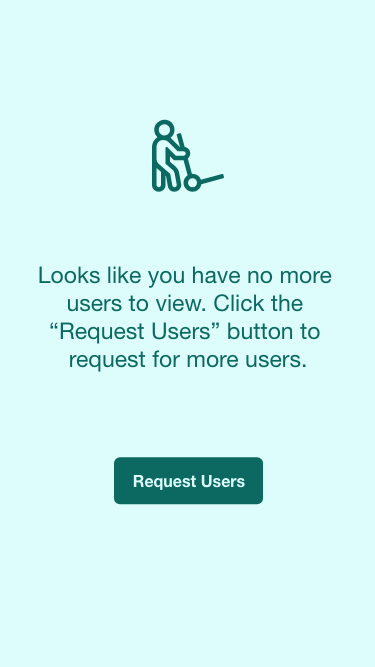 Looks like you have no more
users to view. Click the
“Request Users” button to
request for more users.
Request Users